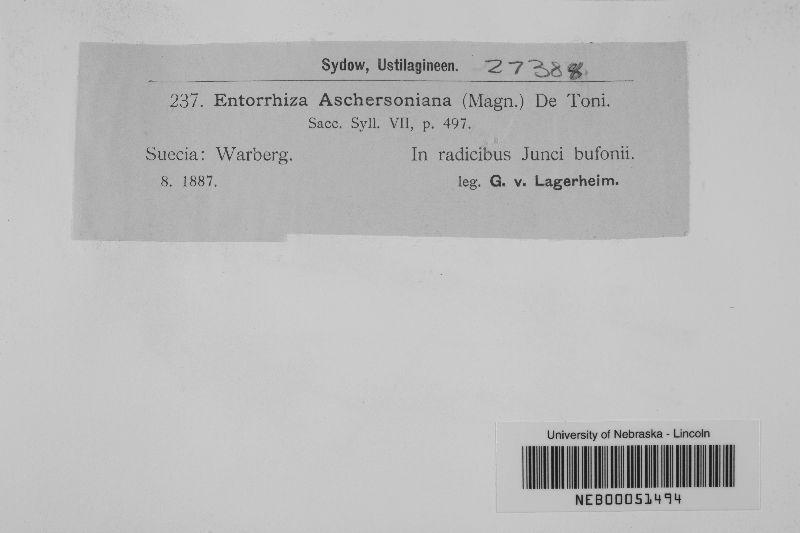 Sydow, Ustilagineen. 27388
237. Entorrhiza Aschersoniana (Magn.) De Toni.
Sacc. Syll. VII, p. 497.
Suecia: Warberg. In radicibus Junci bufonii.
8. 1887. leg. G. v. Lagerheim.
University of Nebraska - Lincoln
NEB00051494